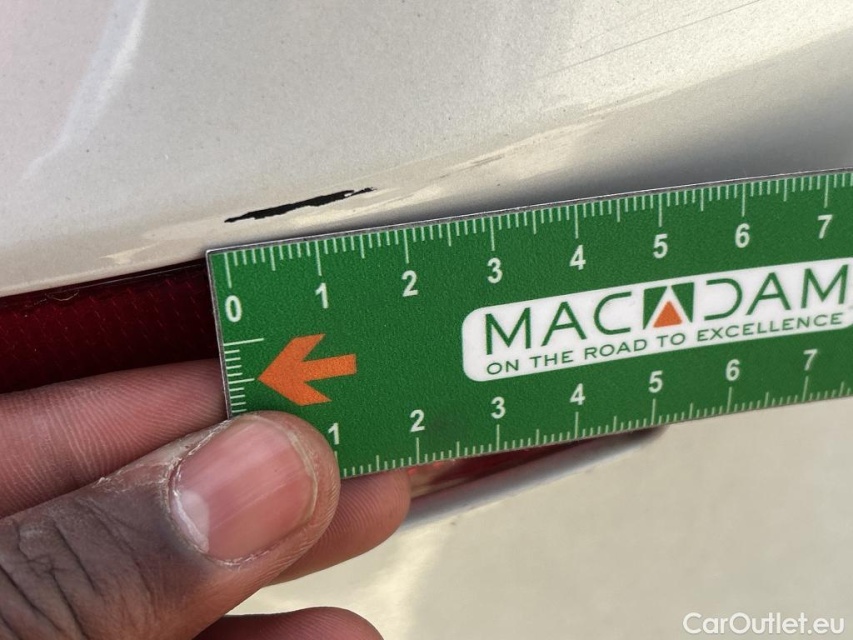 0 1 2 3 4 5 6 7
MACADAM
ON THE ROAD TO EXCELLENCE
1 2 3 4 5 6 7
CarOutlet.eu